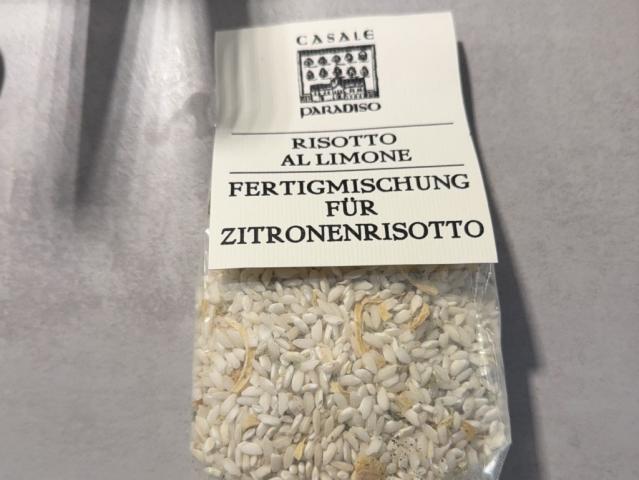 CASALE
PARADISO
RISOTTO
AL LIMONE
FERTIGMISCHUNG
FÜR
ZITRONENRISOTTO